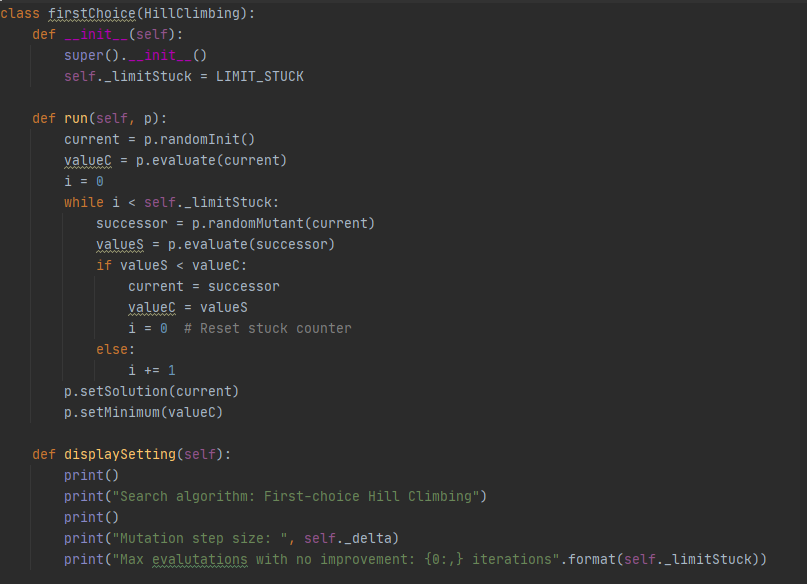 class firstChoice(HillClimbing):
    def __init__(self):
        super().__init__()
        self._limitStuck = LIMIT_STUCK

    def run(self, p):
        current = p.randomInit()
        valueC = p.evaluate(current)
        i = 0
        while i < self._limitStuck:
            successor = p.randomMutant(current)
            valueS = p.evaluate(successor)
            if valueS < valueC:
                current = successor
                valueC = valueS
                i = 0  # Reset stuck counter
            else:
                i += 1
        p.setSolution(current)
        p.setMinimum(valueC)

    def displaySetting(self):
        print()
        print("Search algorithm: First-choice Hill Climbing")
        print()
        print("Mutation step size: ", self._delta)
        print("Max evalutations with no improvement: {0:,} iterations".format(self._limitStuck))